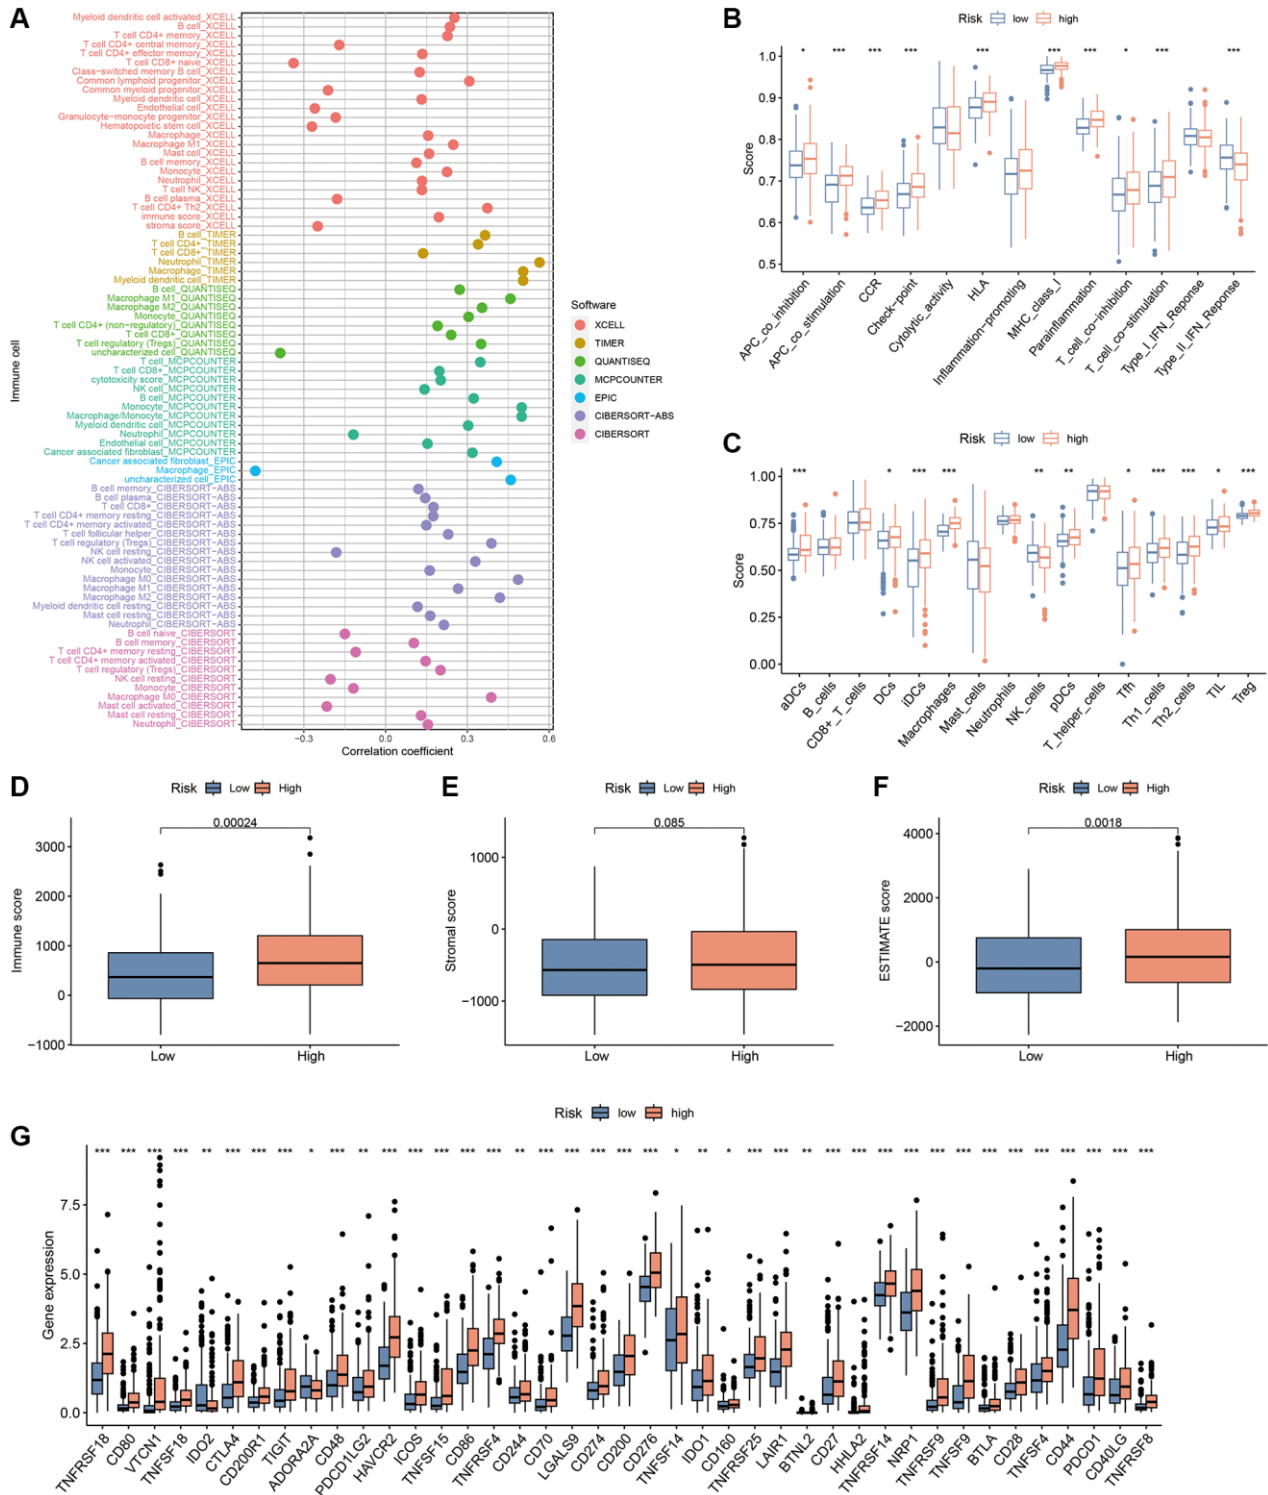 A
Myeloid dendritic cell activated_XCELL
B cell_XCELL
T cell CD4+ memory_XCELL
T cell CD4+ central memory_XCELL
T cell CD4+ effector memory_XCELL
T cell CD8+ naive_XCELL
Class-switched memory B cell_XCELL
Common lymphoid progenitor_XCELL
Common myeloid progenitor_XCELL
Myeloid dendritic cell_XCELL
Endothelial cell_XCELL
Granulocyte-monocyte progenitor_XCELL
Hematopoietic stem cell_XCELL
Macrophage_XCELL
Macrophage M1_XCELL
Mast cell_XCELL
B cell memory_XCELL
Monocyte_XCELL
Neutrophil_XCELL
T cell NK_XCELL
B cell plasma_XCELL
T cell CD4+ Th2_XCELL
immune score_XCELL
stroma score_XCELL
B cell_TIMER
T cell CD4+_TIMER
T cell CD8+_TIMER
Neutrophil_TIMER
Macrophage_TIMER
Myeloid dendritic cell_TIMER
B cell_QUANTISEQ
Macrophage M1_QUANTISEQ
Macrophage M2_QUANTISEQ
Monocyte_QUANTISEQ
T cell CD4+ (non-regulatory)_QUANTISEQ
T cell CD8+_QUANTISEQ
T cell regulatory (Tregs)_QUANTISEQ
uncharacterized cell_QUANTISEQ
T cell_MCPCOUNTER
T cell CD8+_MCPCOUNTER
cytotoxicity score_MCPCOUNTER
NK cell_MCPCOUNTER
B cell_MCPCOUNTER
Monocyte_MCPCOUNTER
Macrophage/Monocyte_MCPCOUNTER
Myeloid dendritic cell_MCPCOUNTER
Neutrophil_MCPCOUNTER
Endothelial cell_MCPCOUNTER
Cancer associated fibroblast_MCPCOUNTER
Cancer associated fibroblast_EPIC
Macrophage_EPIC
uncharacterized cell_EPIC
B cell memory_CIBERSORT-ABS
B cell plasma_CIBERSORT-ABS
T cell CD8+_CIBERSORT-ABS
T cell CD4+ memory resting_CIBERSORT-ABS
T cell CD4+ memory activated_CIBERSORT-ABS
T cell follicular helper_CIBERSORT-ABS
T cell regulatory (Tregs)_CIBERSORT-ABS
NK cell resting_CIBERSORT-ABS
NK cell activated_CIBERSORT-ABS
Monocyte_CIBERSORT-ABS
Macrophage M0_CIBERSORT-ABS
Macrophage M1_CIBERSORT-ABS
Macrophage M2_CIBERSORT-ABS
Myeloid dendritic cell resting_CIBERSORT-ABS
Mast cell resting_CIBERSORT-ABS
Neutrophil_CIBERSORT-ABS
B cell naive_CIBERSORT
B cell memory_CIBERSORT
T cell CD4+ memory resting_CIBERSORT
T cell CD4+ memory activated_CIBERSORT
T cell regulatory (Tregs)_CIBERSORT
NK cell resting_CIBERSORT
Monocyte_CIBERSORT
Macrophage M0_CIBERSORT
Mast cell activated_CIBERSORT
Mast cell resting_CIBERSORT
Neutrophil_CIBERSORT
Immune cell
−0.3 0.0 0.3 0.6
Correlation coefficient
Software
XCELL
TIMER
QUANTISEQ
MCPCOUNTER
EPIC
CIBERSORT-ABS
CIBERSORT
B
Risk low high
* *** *** *** *** *** *** * *** ***
1.0
0.9
0.8
0.7
0.6
0.5
Score
APC_co_inhibition
APC_co_stimulation
CCR
Check-point
Cytolytic_activity
HLA
Inflammation-promoting
MHC_class_I
Parainflammation
T_cell_co-inhibition
T_cell_co-stimulation
Type_I_IFN_Reponse
Type_II_IFN_Reponse
C
Risk low high
*** * *** *** ** ** * *** *** * ***
1.00
0.75
0.50
0.25
0.00
Score
aDCs
B_cells
CD8+_T_cells
DCs
iDCs
Macrophages
Mast_cells
Neutrophils
NK_cells
pDCs
T_helper_cells
Tfh
Th1_cells
Th2_cells
TIL
Treg
D
Risk Low High
0.00024
3000
2000
1000
0
−1000
Immune score
Low High
E
Risk Low High
0.085
1000
0
−1000
Stromal score
Low High
F
Risk Low High
0.0018
4000
2000
0
−2000
ESTIMATE score
Low High
G
Risk low high
*** *** *** *** ** *** *** *** * *** ** *** *** *** *** *** ** *** *** *** *** *** * ** * *** *** ** *** *** *** *** *** *** *** *** *** *** *** *** ***
7.5
5.0
2.5
0.0
Gene expression
TNFRSF18
CD80
VTCN1
TNFSF18
IDO2
CTLA4
CD200R1
TIGIT
ADORA2A
CD48
PDCD1LG2
HAVCR2
ICOS
TNFSF15
CD86
TNFRSF4
CD244
CD70
LGALS9
CD274
CD200
CD276
TNFSF14
IDO1
CD160
TNFRSF25
LAIR1
BTNL2
CD27
HHLA2
TNFRSF14
NRP1
TNFRSF9
TNFSF9
BTLA
CD28
TNFSF4
CD44
PDCD1
CD40LG
TNFRSF8